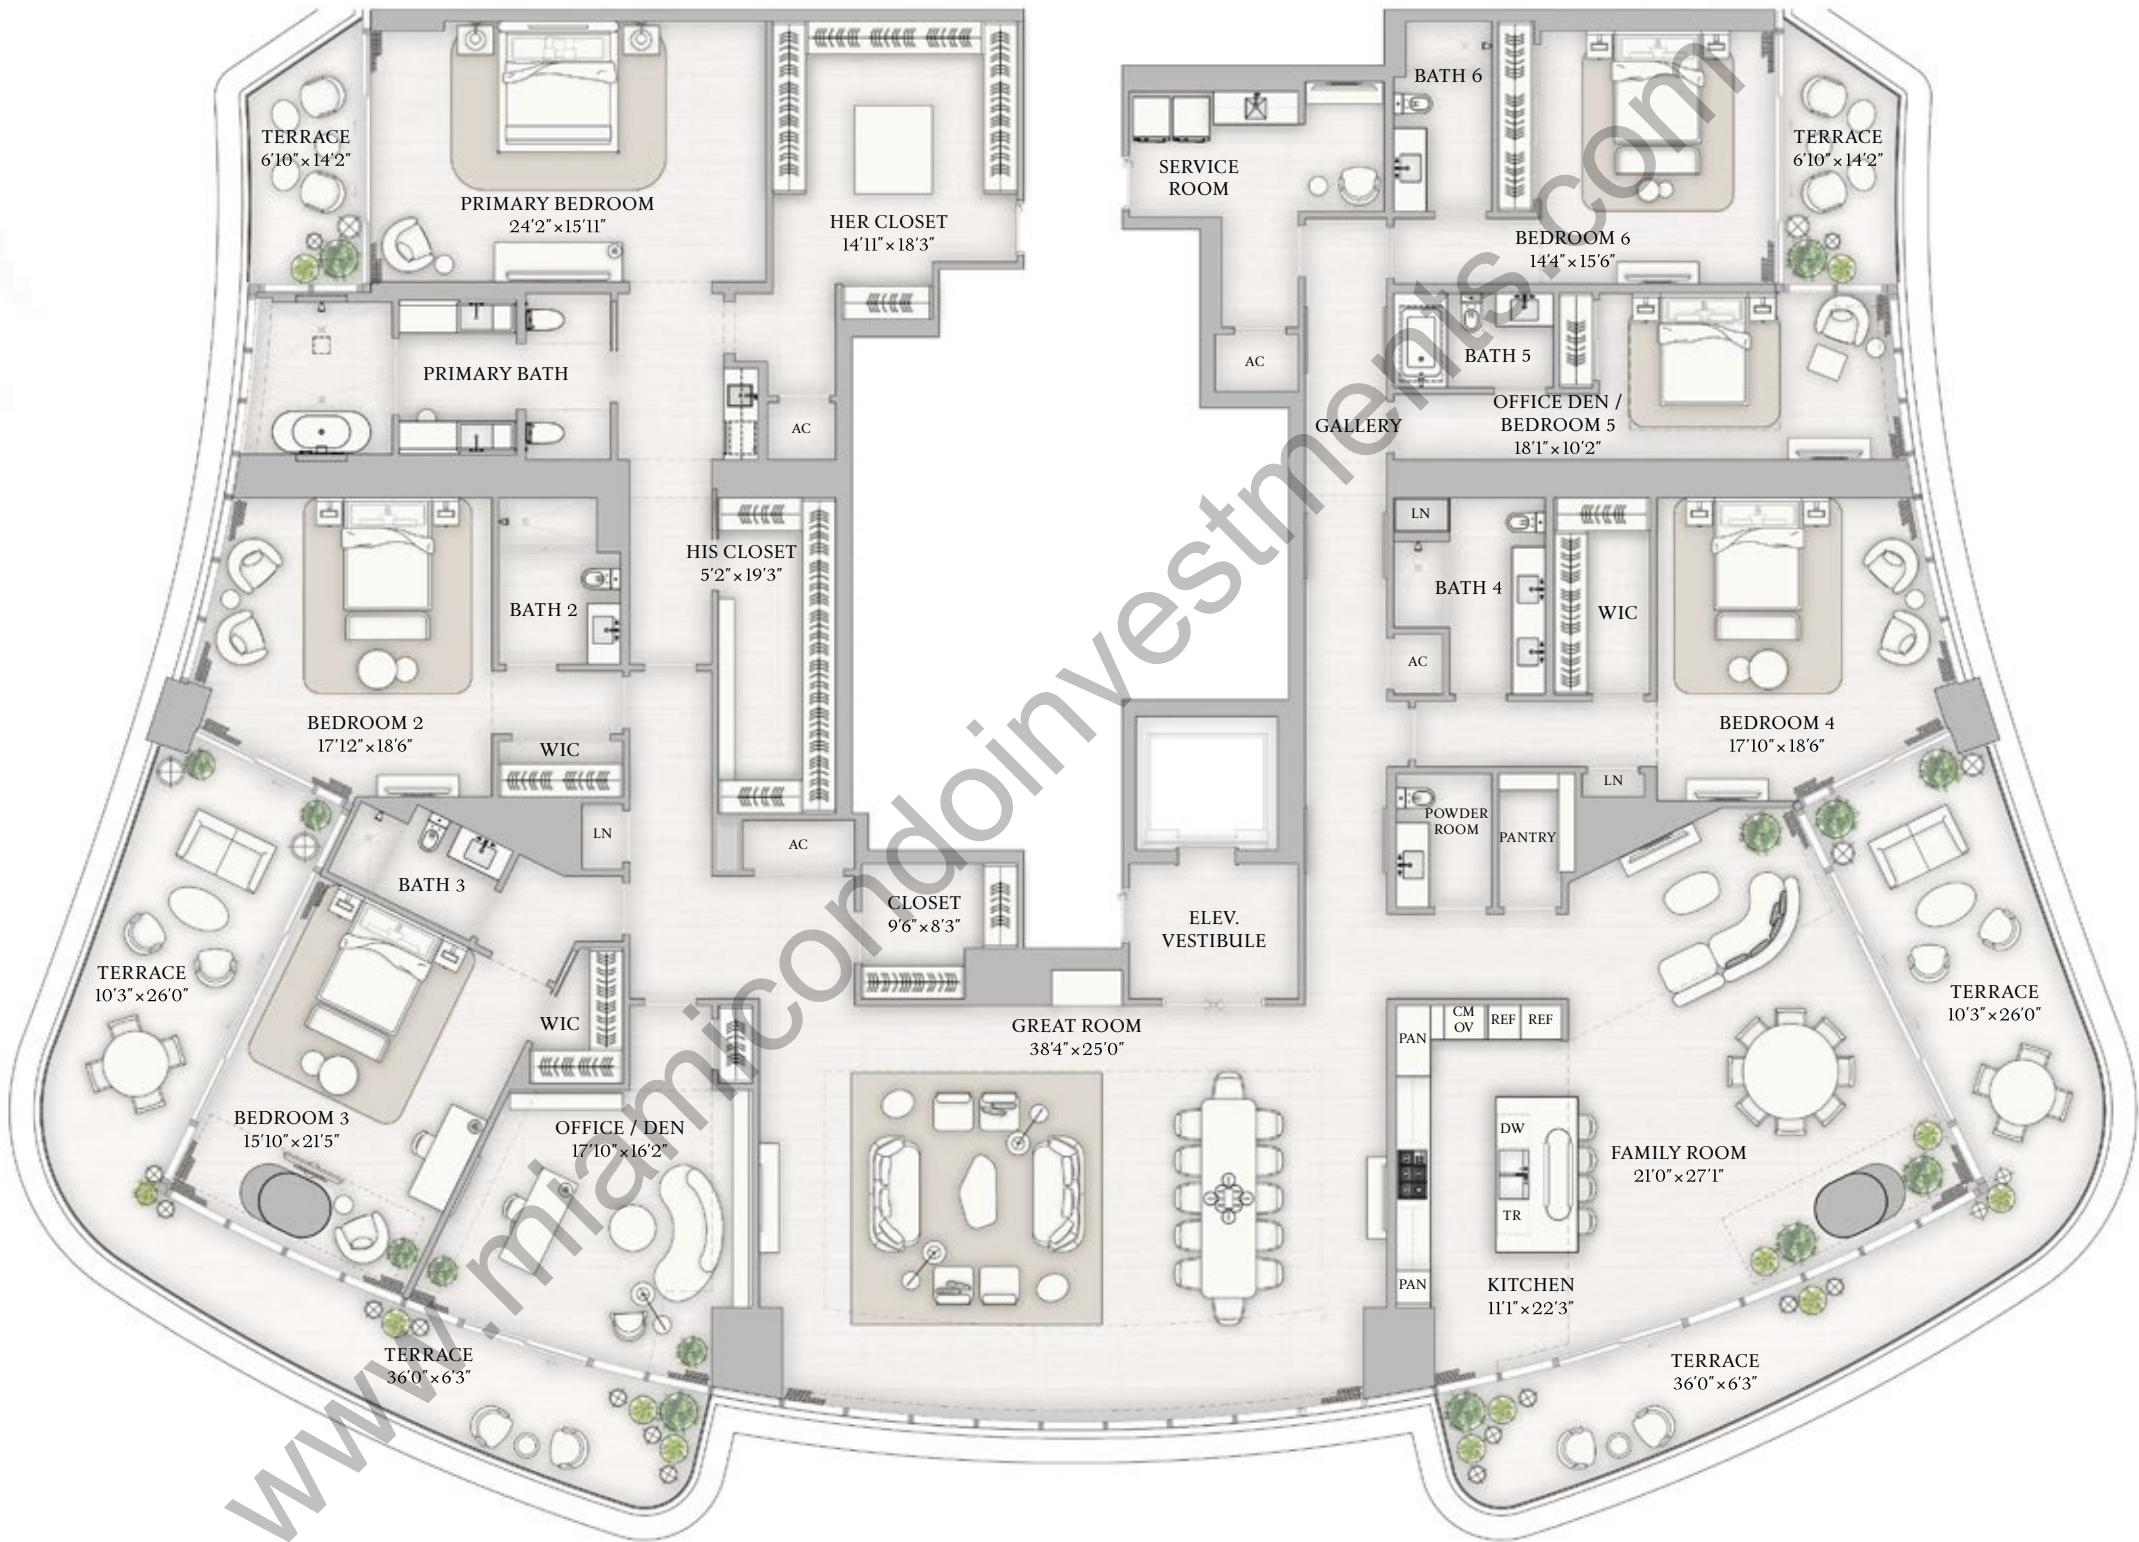 TERRACE
6'10"×14'2"
PRIMARY BEDROOM
24'2"×15'11"
HER CLOSET
14'11"×18'3"
SERVICE
ROOM
BATH 6
BEDROOM 6
14'4"×15'6"
TERRACE
6'10"×14'2"
PRIMARY BATH
AC
AC
BATH 5
GALLERY
OFFICE DEN /
BEDROOM 5
18'1"×10'2"
HIS CLOSET
5'2"×19'3"
BATH 2
BEDROOM 2
17'12"×18'6"
WIC
LN
BATH 4
AC
WIC
BEDROOM 4
17'10"×18'6"
LN
POWDER
ROOM
PANTRY
LN
AC
BATH 3
CLOSET
9'6"×8'3"
ELEV.
VESTIBULE
TERRACE
10'3"×26'0"
WIC
BEDROOM 3
15'10"×21'5"
OFFICE / DEN
17'10"×16'2"
GREAT ROOM
38'4"×25'0"
PAN
CM
OV
REF
REF
DW
TR
PAN
KITCHEN
11'1"×22'3"
FAMILY ROOM
21'0"×27'1"
TERRACE
10'3"×26'0"
TERRACE
36'0"×6'3"
TERRACE
36'0"×6'3"
www.miamicondoinvestments.com